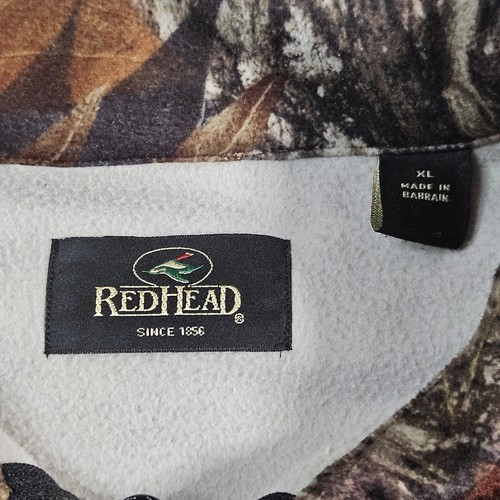 XL
MADE IN
BAHRAIN
REDHEAD®
SINCE 1856